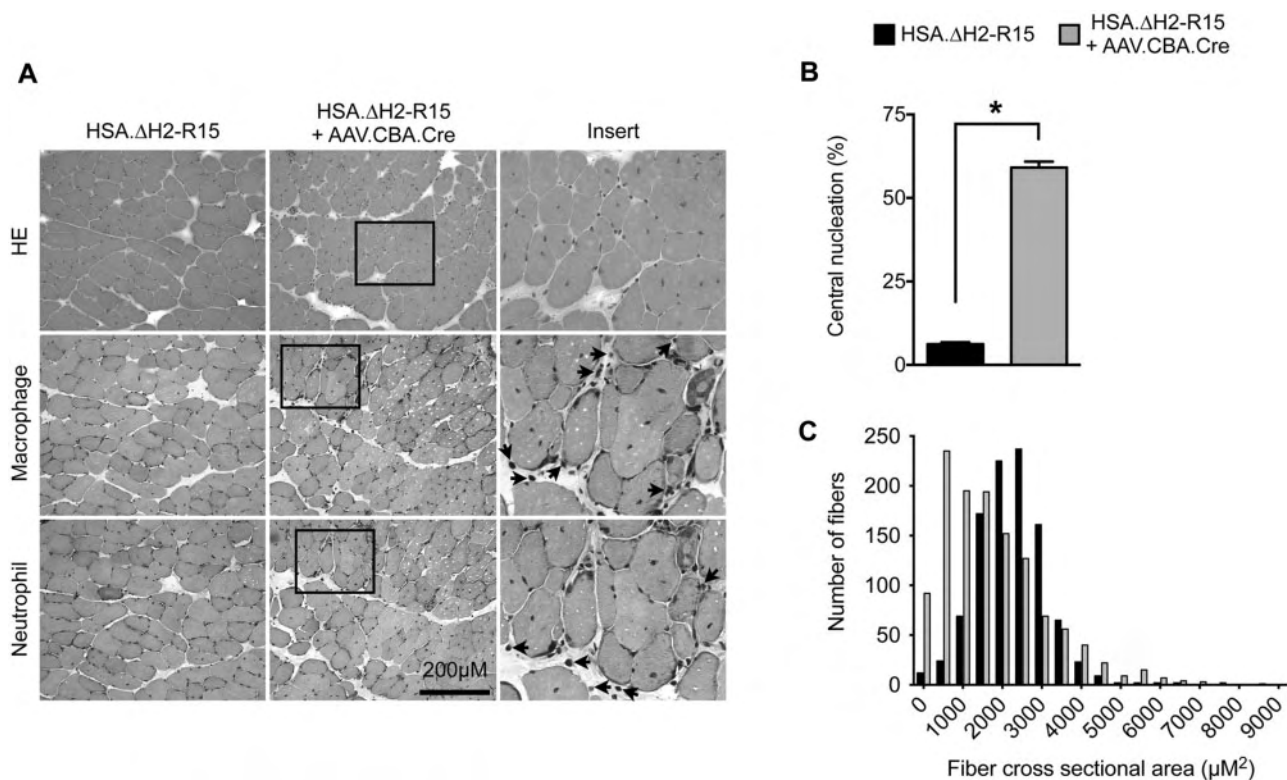 HSA.ΔH2-R15
HSA.ΔH2-R15
+ AAV.CBA.Cre
A
HSA.ΔH2-R15
HSA.ΔH2-R15
+ AAV.CBA.Cre
Insert
HE
Macrophage
Neutrophil
200µM
B
*
Central nucleation (%)
75
50
25
0
C
Number of fibers
250
200
150
100
50
0
0
1000
2000
3000
4000
5000
6000
7000
8000
9000
Fiber cross sectional area (µM²)